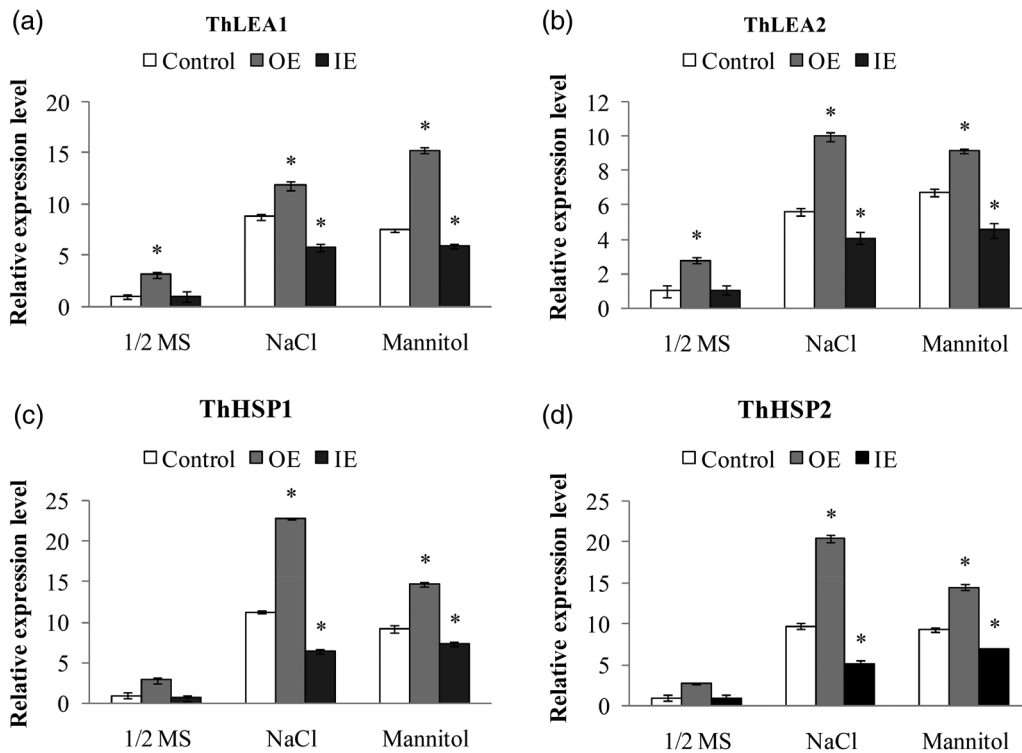 (a)
ThLEA1
Control OE IE
Relative expression level
20
15
10
5
0
*
*
*
*
*
1/2 MS NaCl Mannitol
(b)
ThLEA2
Control OE IE
Relative expression level
12
10
8
6
4
2
0
*
*
*
*
*
1/2 MS NaCl Mannitol
(c)
ThHSP1
Control OE IE
Relative expression level
25
20
15
10
5
0
*
*
*
*
1/2 MS NaCl Mannitol
(d)
ThHSP2
Control OE IE
Relative expression level
25
20
15
10
5
0
*
*
*
*
1/2 MS NaCl Mannitol